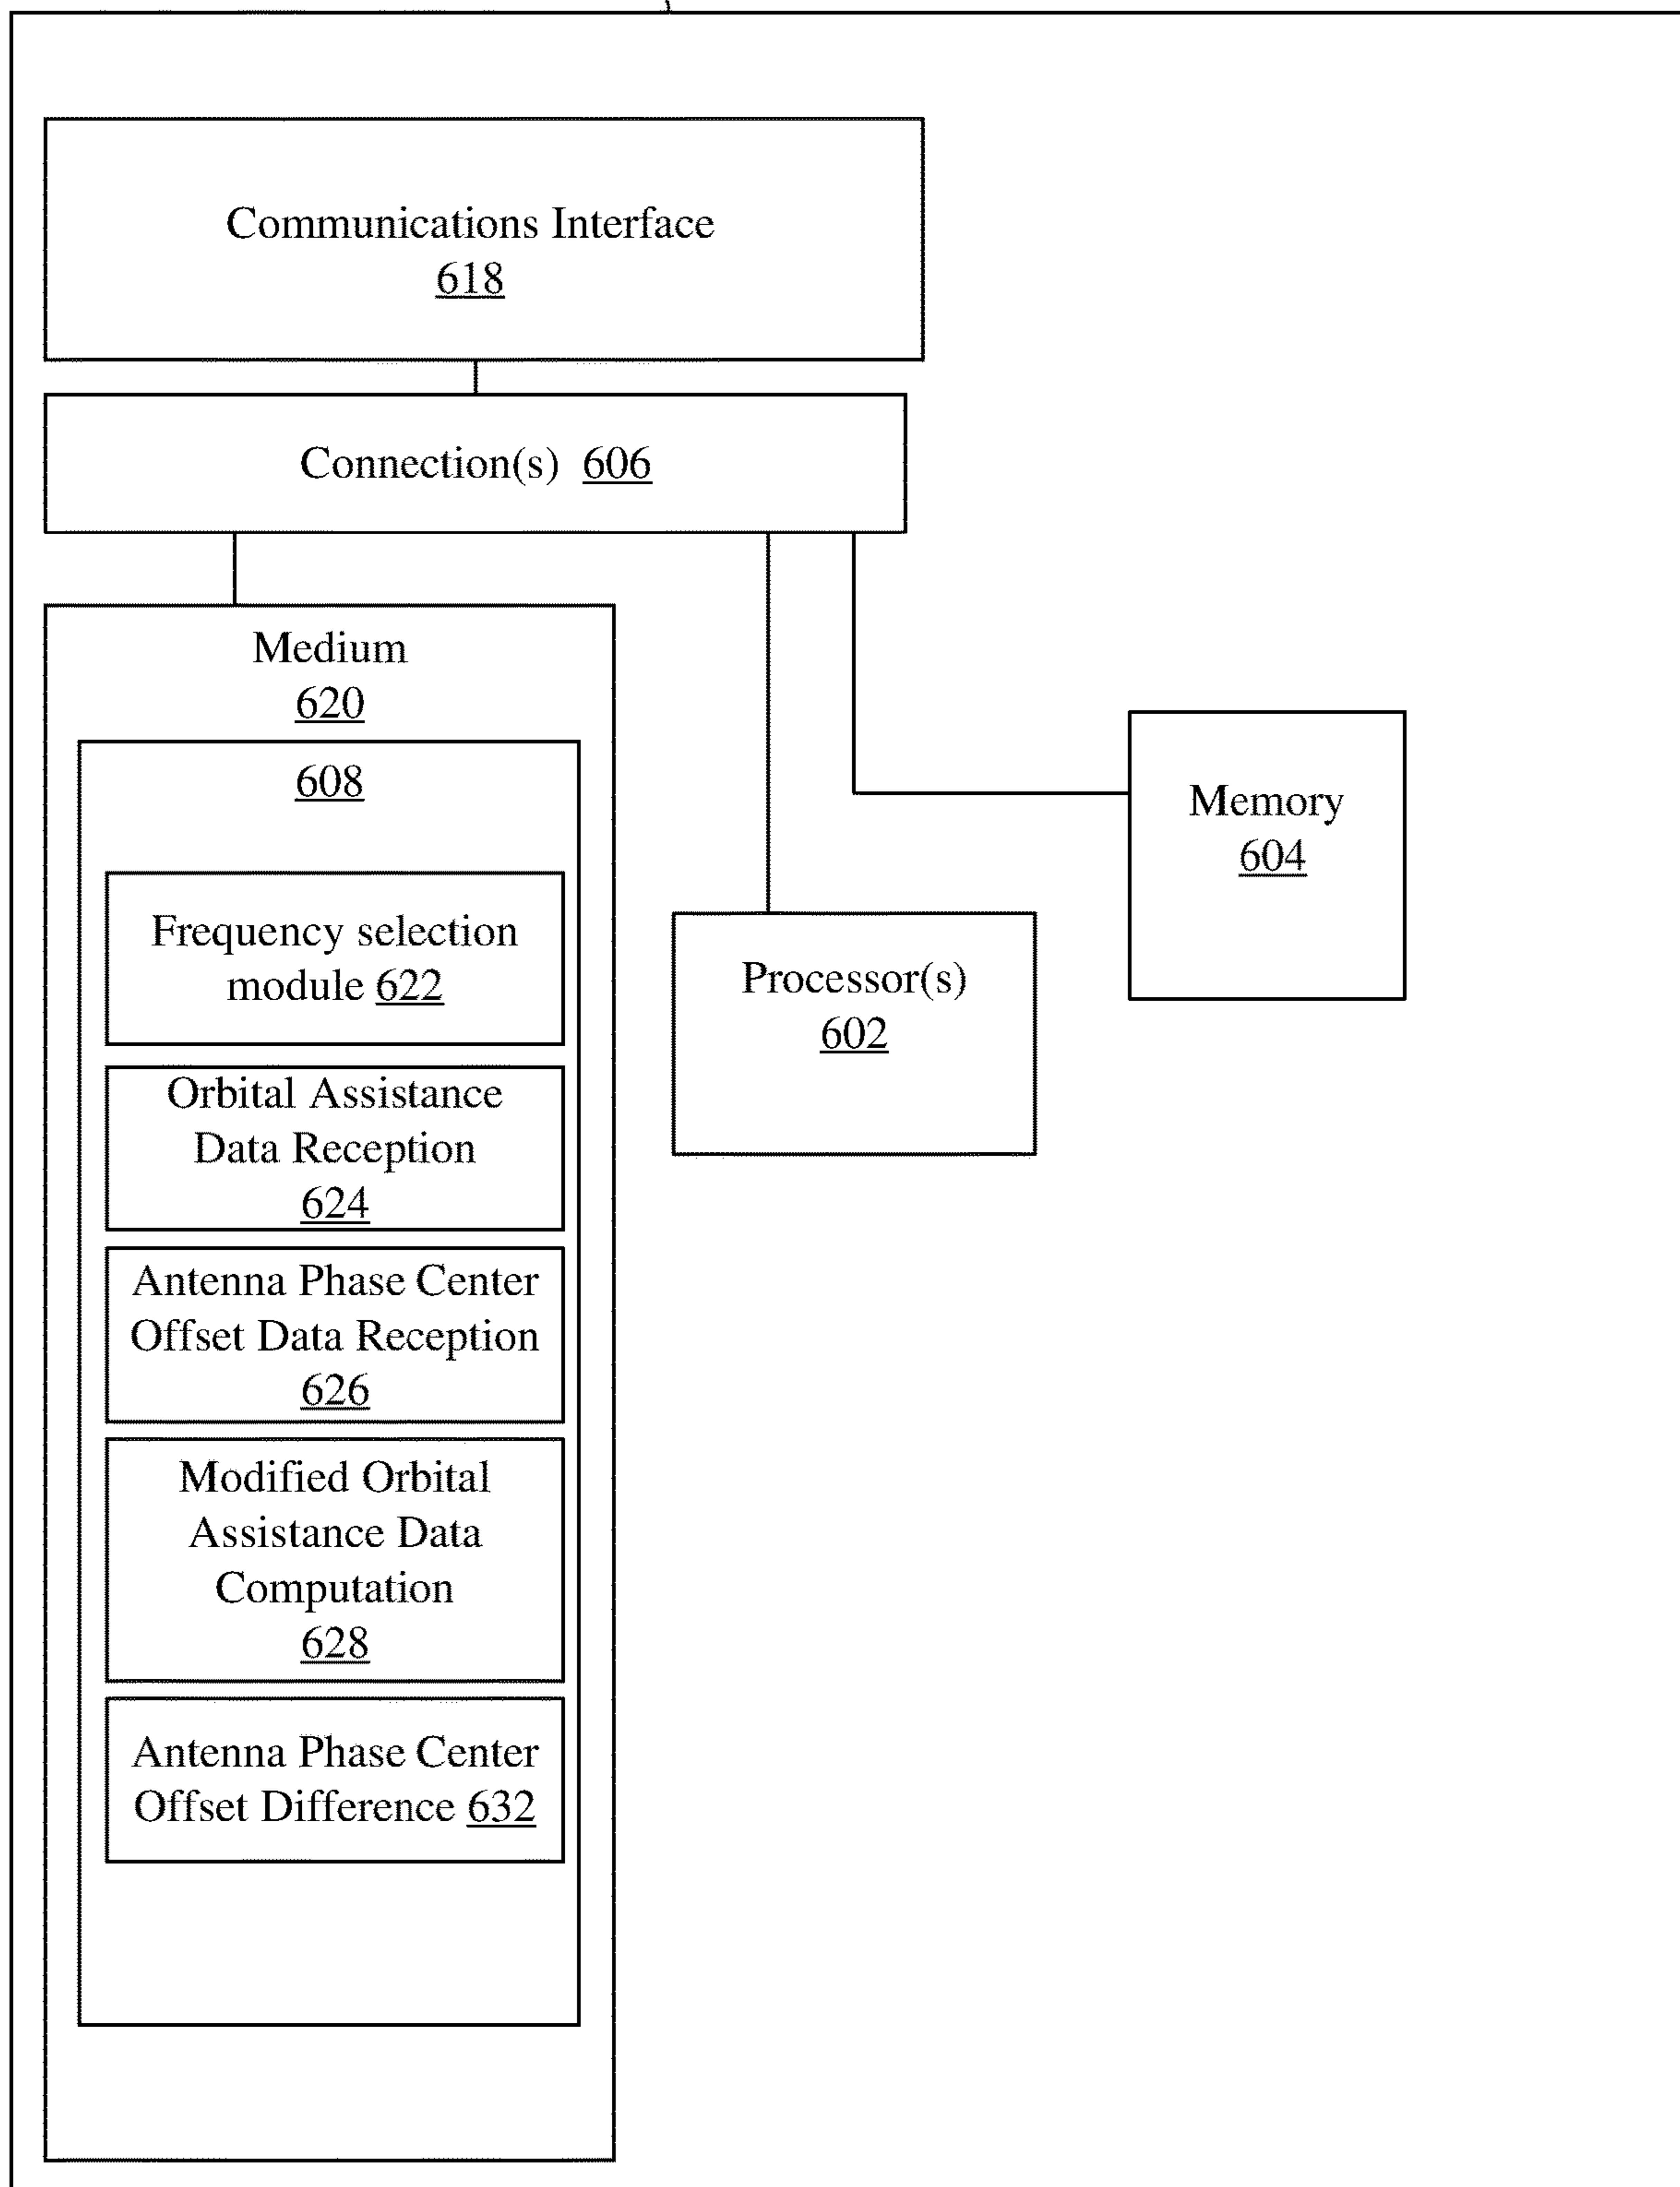 Communications Interface
618
Connection(s) 606
Medium
620
608
Frequency selection
module 622
Orbital Assistance
Data Reception
624
Antenna Phase Center
Offset Data Reception
626
Modified Orbital
Assistance Data
Computation
628
Antenna Phase Center
Offset Difference 632
Processor(s)
602
Memory
604